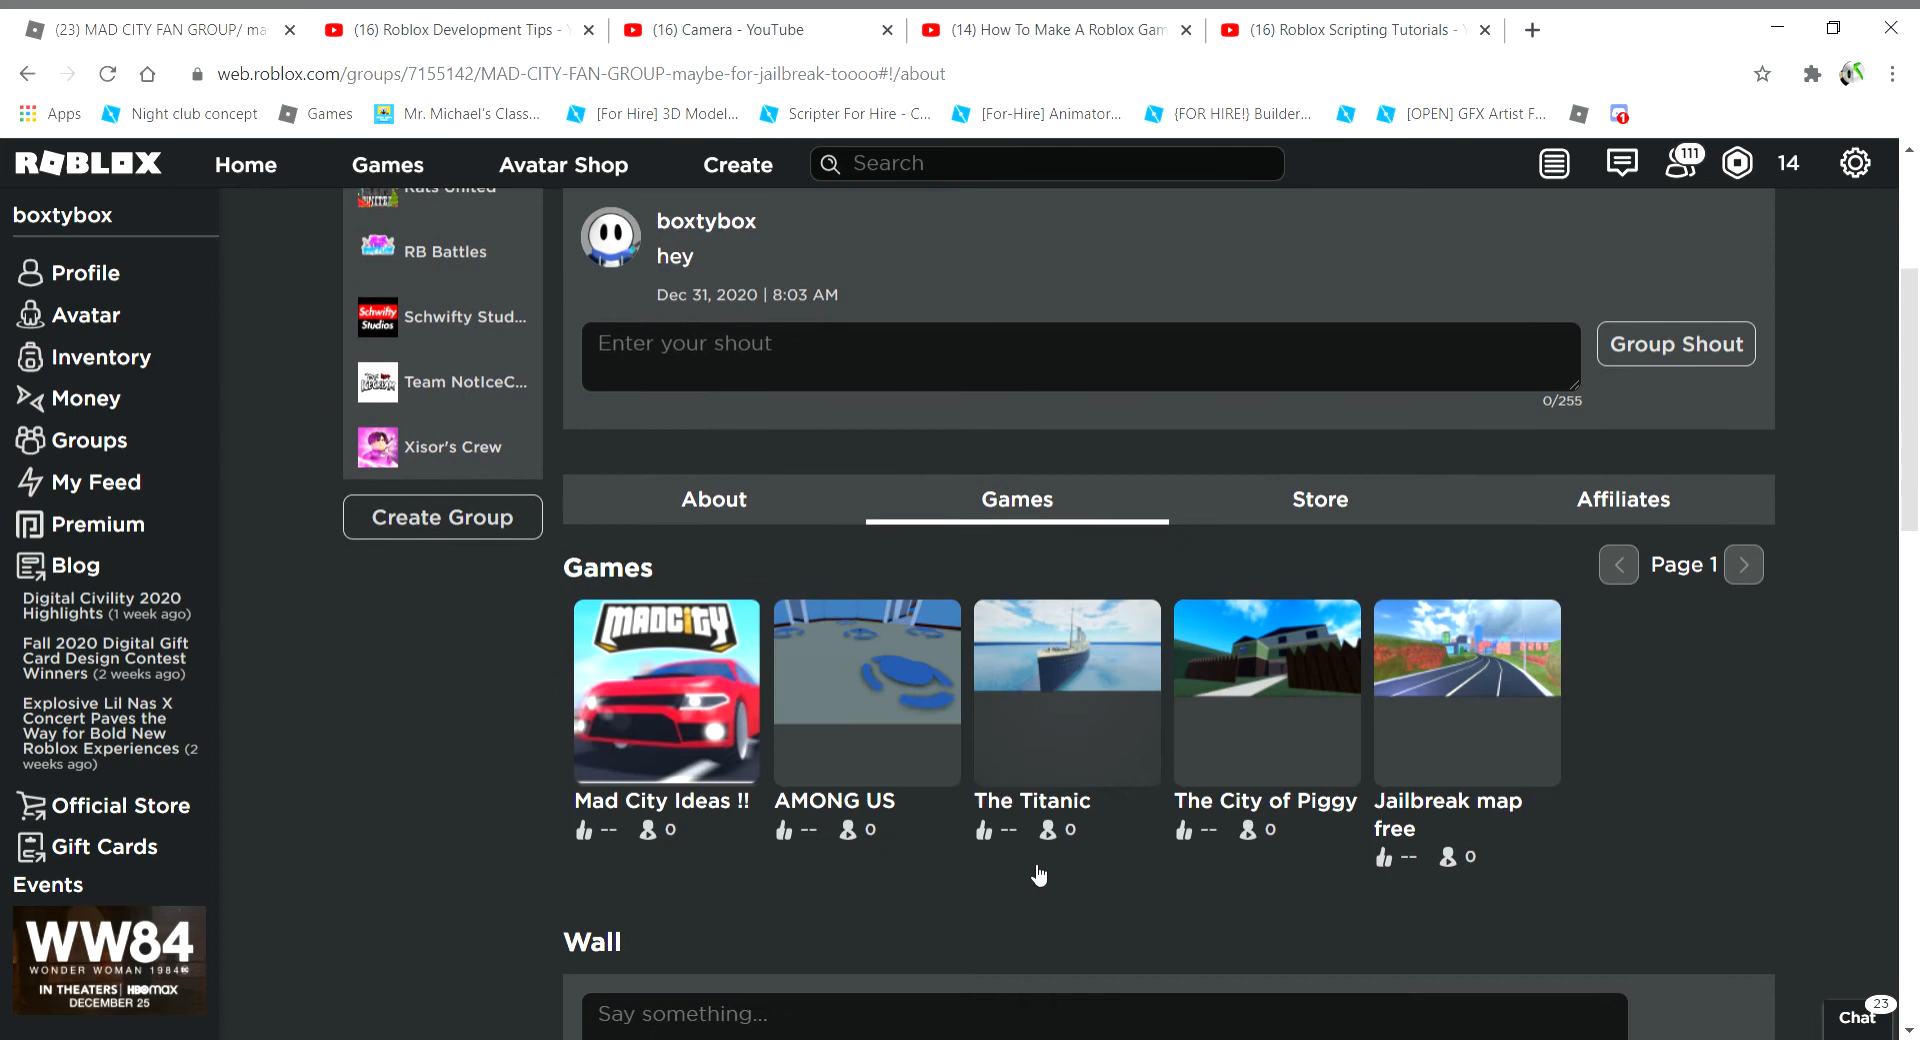 (23) MAD CITY FAN GROUP/ ma
(16) Roblox Development Tips -
(16) Camera - YouTube
(14) How To Make A Roblox Gam
(16) Roblox Scripting Tutorials -
web.roblox.com/groups/7155142/MAD-CITY-FAN-GROUP-maybe-for-jailbreak-toooo#!/about
Apps
Night club concept
Games
Mr. Michael's Class...
[For Hire] 3D Model...
Scripter For Hire - C...
[For-Hire] Animator...
{FOR HIRE!} Builder...
[OPEN] GFX Artist F...
1
ROBLOX
Home
Games
Avatar Shop
Create
Search
111
14
boxtybox
Profile
Avatar
Inventory
Money
Groups
My Feed
Premium
Blog
Digital Civility 2020
Highlights (1 week ago)
Fall 2020 Digital Gift
Card Design Contest
Winners (2 weeks ago)
Explosive Lil Nas X
Concert Paves the
Way for Bold New
Roblox Experiences (2
weeks ago)
Official Store
Gift Cards
Events
WW84
WONDER WOMAN 1984
IN THEATERS HBOMAX
DECEMBER 25
Rats United
RB Battles
Schwifty Studios
Schwifty Stud...
Team NotIceC...
Xisor's Crew
Create Group
boxtybox
hey
Dec 31, 2020 | 8:03 AM
Enter your shout
Group Shout
0/255
About
Games
Store
Affiliates
Games
Page 1
MADCITY
Mad City Ideas !!
-- 0
AMONG US
-- 0
The Titanic
-- 0
The City of Piggy
-- 0
Jailbreak map
free
-- 0
Wall
Say something...
Chat
23